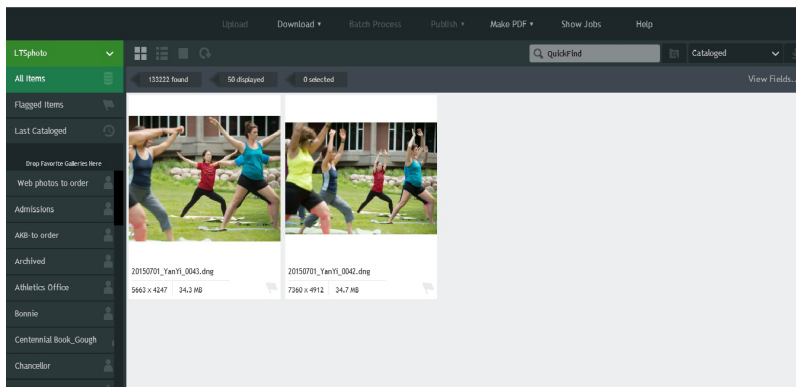 Upload Download ▾ Batch Process Publish ▾ Make PDF ▾ Show Jobs Help
LTSphoto
QuickFind
Cataloged
All Items
133222 found 50 displayed 0 selected
View Fields..
Flagged Items
Last Cataloged
Drop Favorite Galleries Here
Web photos to order
Admissions
AKB-to order
Archived
Athletics Office
Bonnie
Centennial Book_Gough
Chancellor
20150701_YanYi_0043.dng
5663 x 4247 34.3 MB
20150701_YanYi_0042.dng
7360 x 4912 34.7 MB